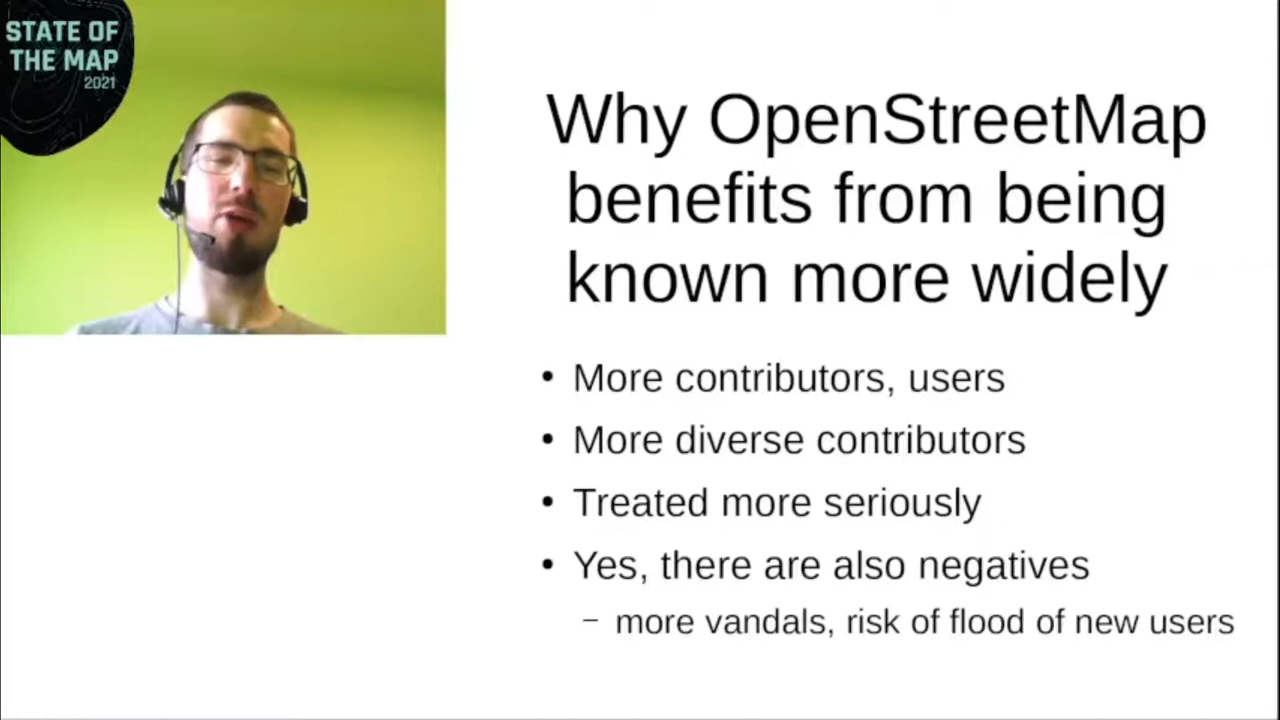 STATE OF
THE MAP
2021
Why OpenStreetMap
benefits from being
known more widely
• More contributors, users
• More diverse contributors
• Treated more seriously
• Yes, there are also negatives
– more vandals, risk of flood of new users